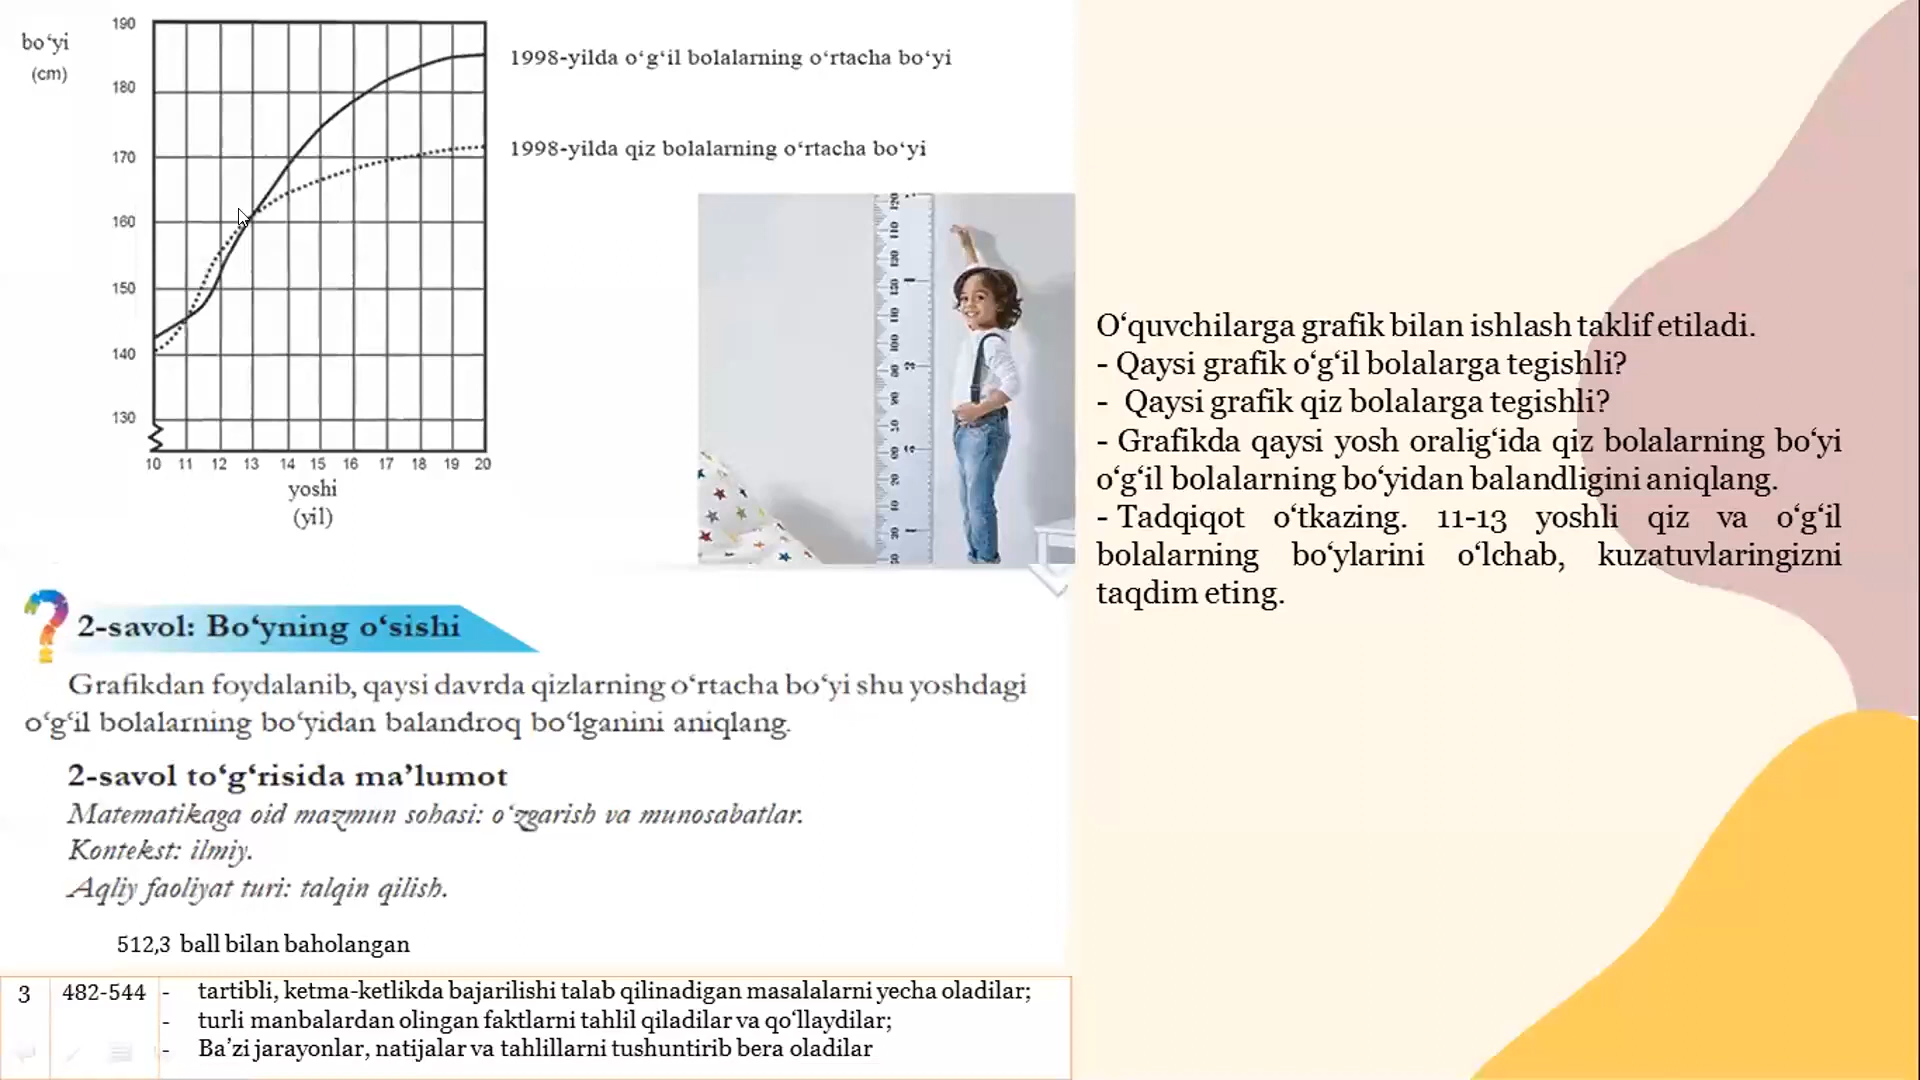 bo‘yi
(cm)
190
180
170
160
150
140
130
10 11 12 13 14 15 16 17 18 19 20
yoshi
(yil)
1998-yilda o‘g‘il bolalarning o‘rtacha bo‘yi
1998-yilda qiz bolalarning o‘rtacha bo‘yi
2-savol: Bo‘yning o‘sishi
Grafikdan foydalanib, qaysi davrda qizlarning o‘rtacha bo‘yi shu yoshdagi
o‘g‘il bolalarning bo‘yidan balandroq bo‘lganini aniqlang.
2-savol to‘g‘risida ma’lumot
Matematikaga oid mazmun sohasi: o‘zgarish va munosabatlar.
Kontekst: ilmiy.
Aqliy faoliyat turi: talqin qilish.
512,3 ball bilan baholangan
3 482-544 - tartibli, ketma-ketlikda bajarilishi talab qilinadigan masalalarni yecha oladilar;
- turli manbalardan olingan faktlarni tahlil qiladilar va qo‘llaydilar;
- Ba’zi jarayonlar, natijalar va tahlillarni tushuntirib bera oladilar
O‘quvchilarga grafik bilan ishlash taklif etiladi.
- Qaysi grafik o‘g‘il bolalarga tegishli?
- Qaysi grafik qiz bolalarga tegishli?
- Grafikda qaysi yosh oralig‘ida qiz bolalarning bo‘yi
o‘g‘il bolalarning bo‘yidan balandligini aniqlang.
- Tadqiqot o‘tkazing. 11-13 yoshli qiz va o‘g‘il
bolalarning bo‘ylarini o‘lchab, kuzatuvlaringizni
taqdim eting.